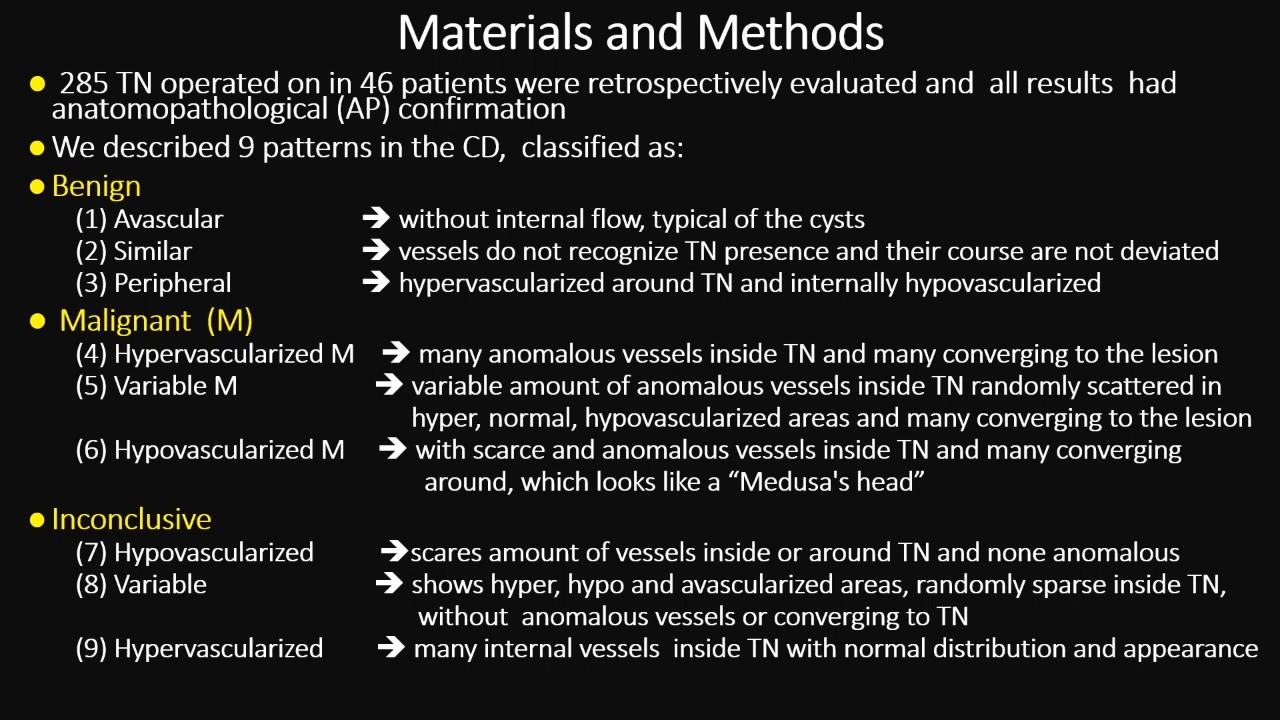 Materials and Methods
● 285 TN operated on in 46 patients were retrospectively evaluated and all results had
anatomopathological (AP) confirmation
● We described 9 patterns in the CD, classified as:
● Benign
(1) Avascular ➔ without internal flow, typical of the cysts
(2) Similar ➔ vessels do not recognize TN presence and their course are not deviated
(3) Peripheral ➔ hypervascularized around TN and internally hypovascularized
● Malignant (M)
(4) Hypervascularized M ➔ many anomalous vessels inside TN and many converging to the lesion
(5) Variable M ➔ variable amount of anomalous vessels inside TN randomly scattered in
hyper, normal, hypovascularized areas and many converging to the lesion
(6) Hypovascularized M ➔ with scarce and anomalous vessels inside TN and many converging
around, which looks like a “Medusa's head”
● Inconclusive
(7) Hypovascularized ➔scares amount of vessels inside or around TN and none anomalous
(8) Variable ➔ shows hyper, hypo and avascularized areas, randomly sparse inside TN,
without anomalous vessels or converging to TN
(9) Hypervascularized ➔ many internal vessels inside TN with normal distribution and appearance